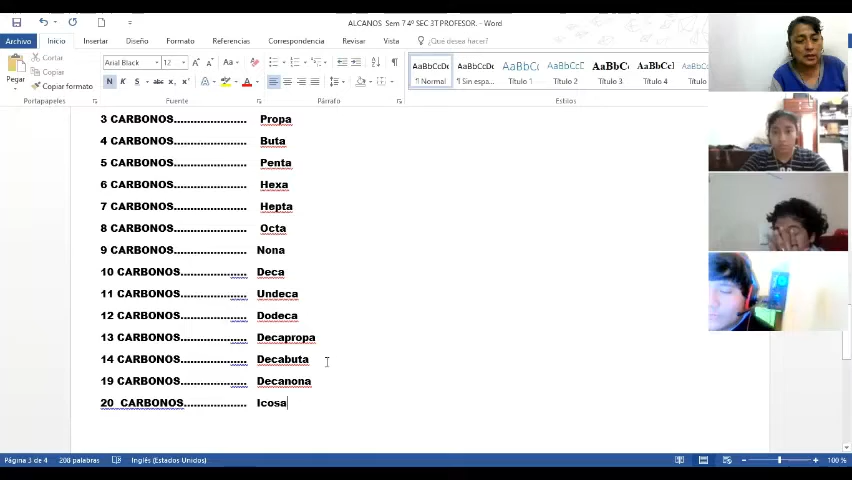 ALCANOS  Sem 7 4º SEC 3T PROFESOR. - Word
Archivo Inicio Insertar Diseño Formato Referencias Correspondencia Revisar Vista ¿Qué desea hacer?
Pegar
Cortar
Copiar
Copiar formato
Portapapeles
Arial Black 12
N K S abc x₂ x²
Fuente
Párrafo
AaBbCcDc AaBbCcDc AaBbC AaBbCcC AaBbCc AaBbCcI
¶ Normal ¶ Sin espa... Título 1 Título 2 Título 3 Título 4
Estilos
3 CARBONOS...................... Propa
4 CARBONOS...................... Buta
5 CARBONOS...................... Penta
6 CARBONOS...................... Hexa
7 CARBONOS...................... Hepta
8 CARBONOS...................... Octa
9 CARBONOS...................... Nona
10 CARBONOS.................... Deca
11 CARBONOS.................... Undeca
12 CARBONOS.................... Dodeca
13 CARBONOS.................... Decapropa
14 CARBONOS.................... Decabuta
19 CARBONOS.................... Decanona
20  CARBONOS................... Icosa
Página 3 de 4 208 palabras Inglés (Estados Unidos) 100 %